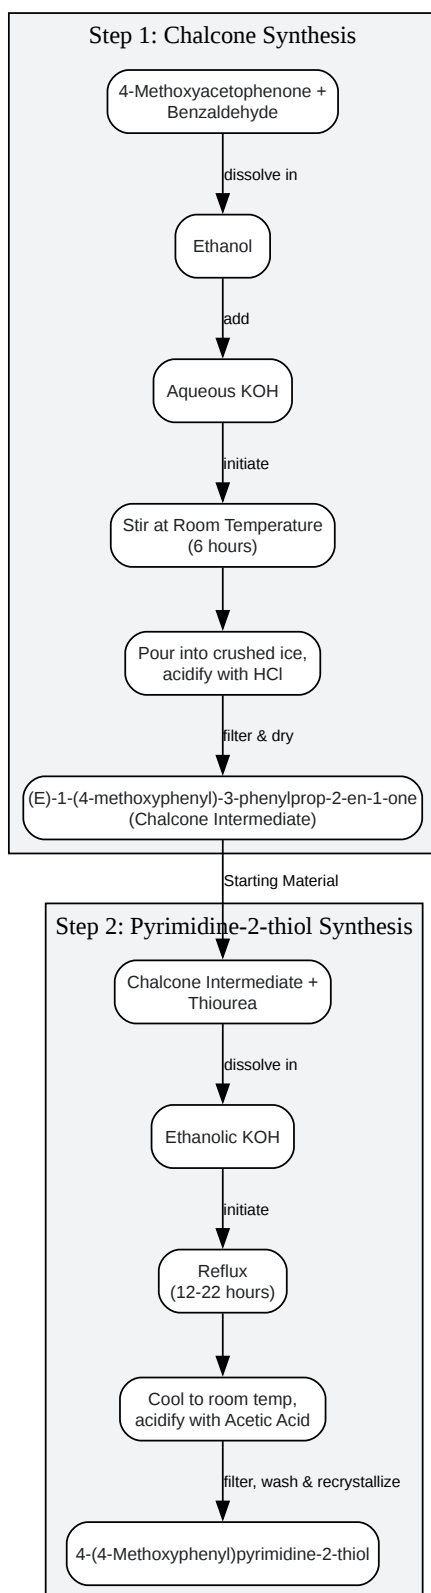 Step 1: Chalcone Synthesis
4-Methoxyacetophenone +
Benzaldehyde
dissolve in
Ethanol
add
Aqueous KOH
initiate
Stir at Room Temperature
(6 hours)
Pour into crushed ice,
acidify with HCl
filter & dry
(E)-1-(4-methoxyphenyl)-3-phenylprop-2-en-1-one
(Chalcone Intermediate)
Starting Material
Step 2: Pyrimidine-2-thiol Synthesis
Chalcone Intermediate +
Thiourea
dissolve in
Ethanolic KOH
initiate
Reflux
(12-22 hours)
Cool to room temp,
acidify with Acetic Acid
filter, wash & recrystallize
4-(4-Methoxyphenyl)pyrimidine-2-thiol